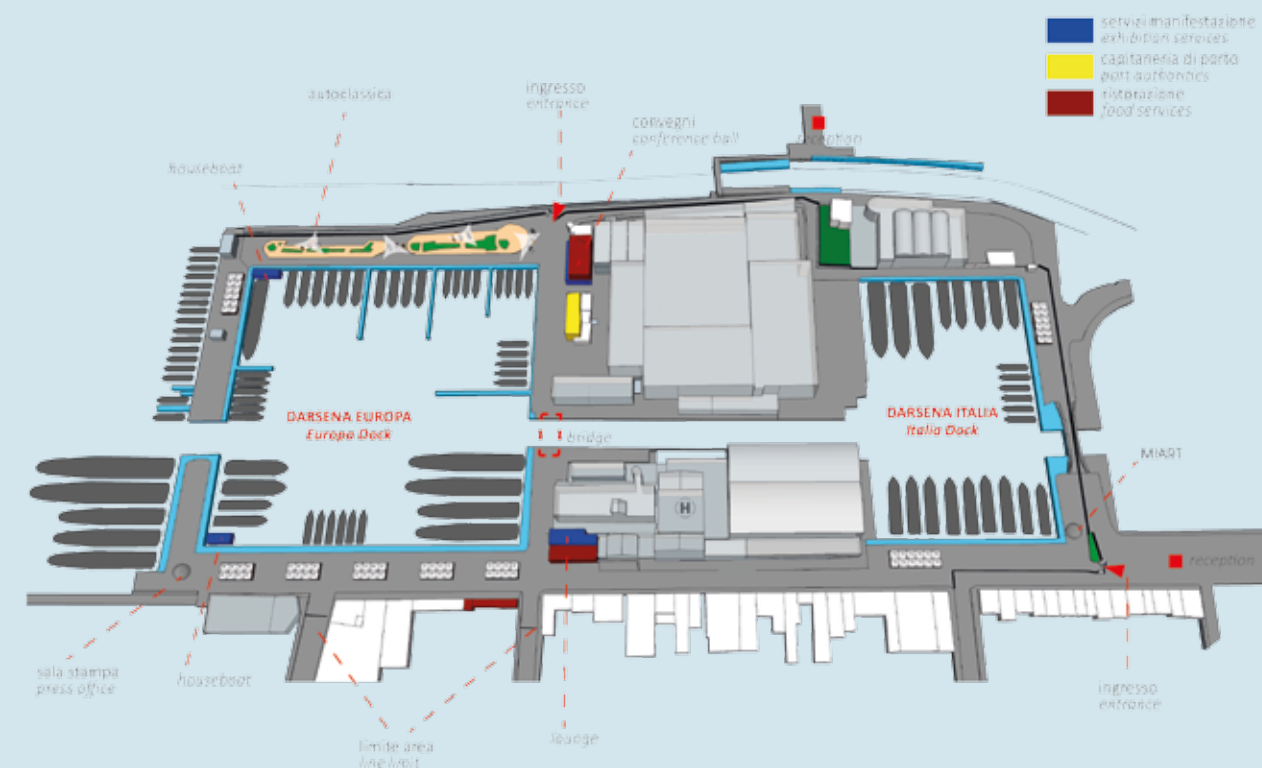 servizi manifestazione
exhibition services
capitaneria di porto
port authorities
ristorazione
food services
autoclassica
ingresso
entrance
convegni
conference hall
reception
houseboat
DARSENA EUROPA
Europa Dock
bridge
DARSENA ITALIA
Italia Dock
MIART
H
reception
sala stampa
press office
houseboat
limite area
line limit
lounge
ingresso
entrance